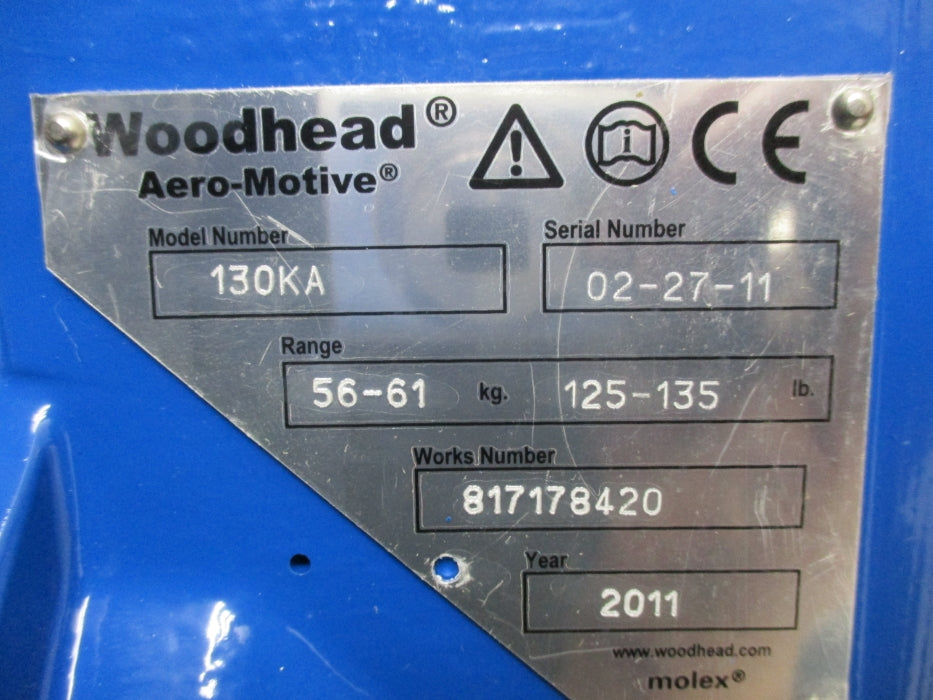 Woodhead®
Aero-Motive®
CE
Model Number
130KA
Serial Number
02-27-11
Range
56-61 kg. 125-135 lb.
Works Number
817178420
Year
2011
www.woodhead.com
molex®